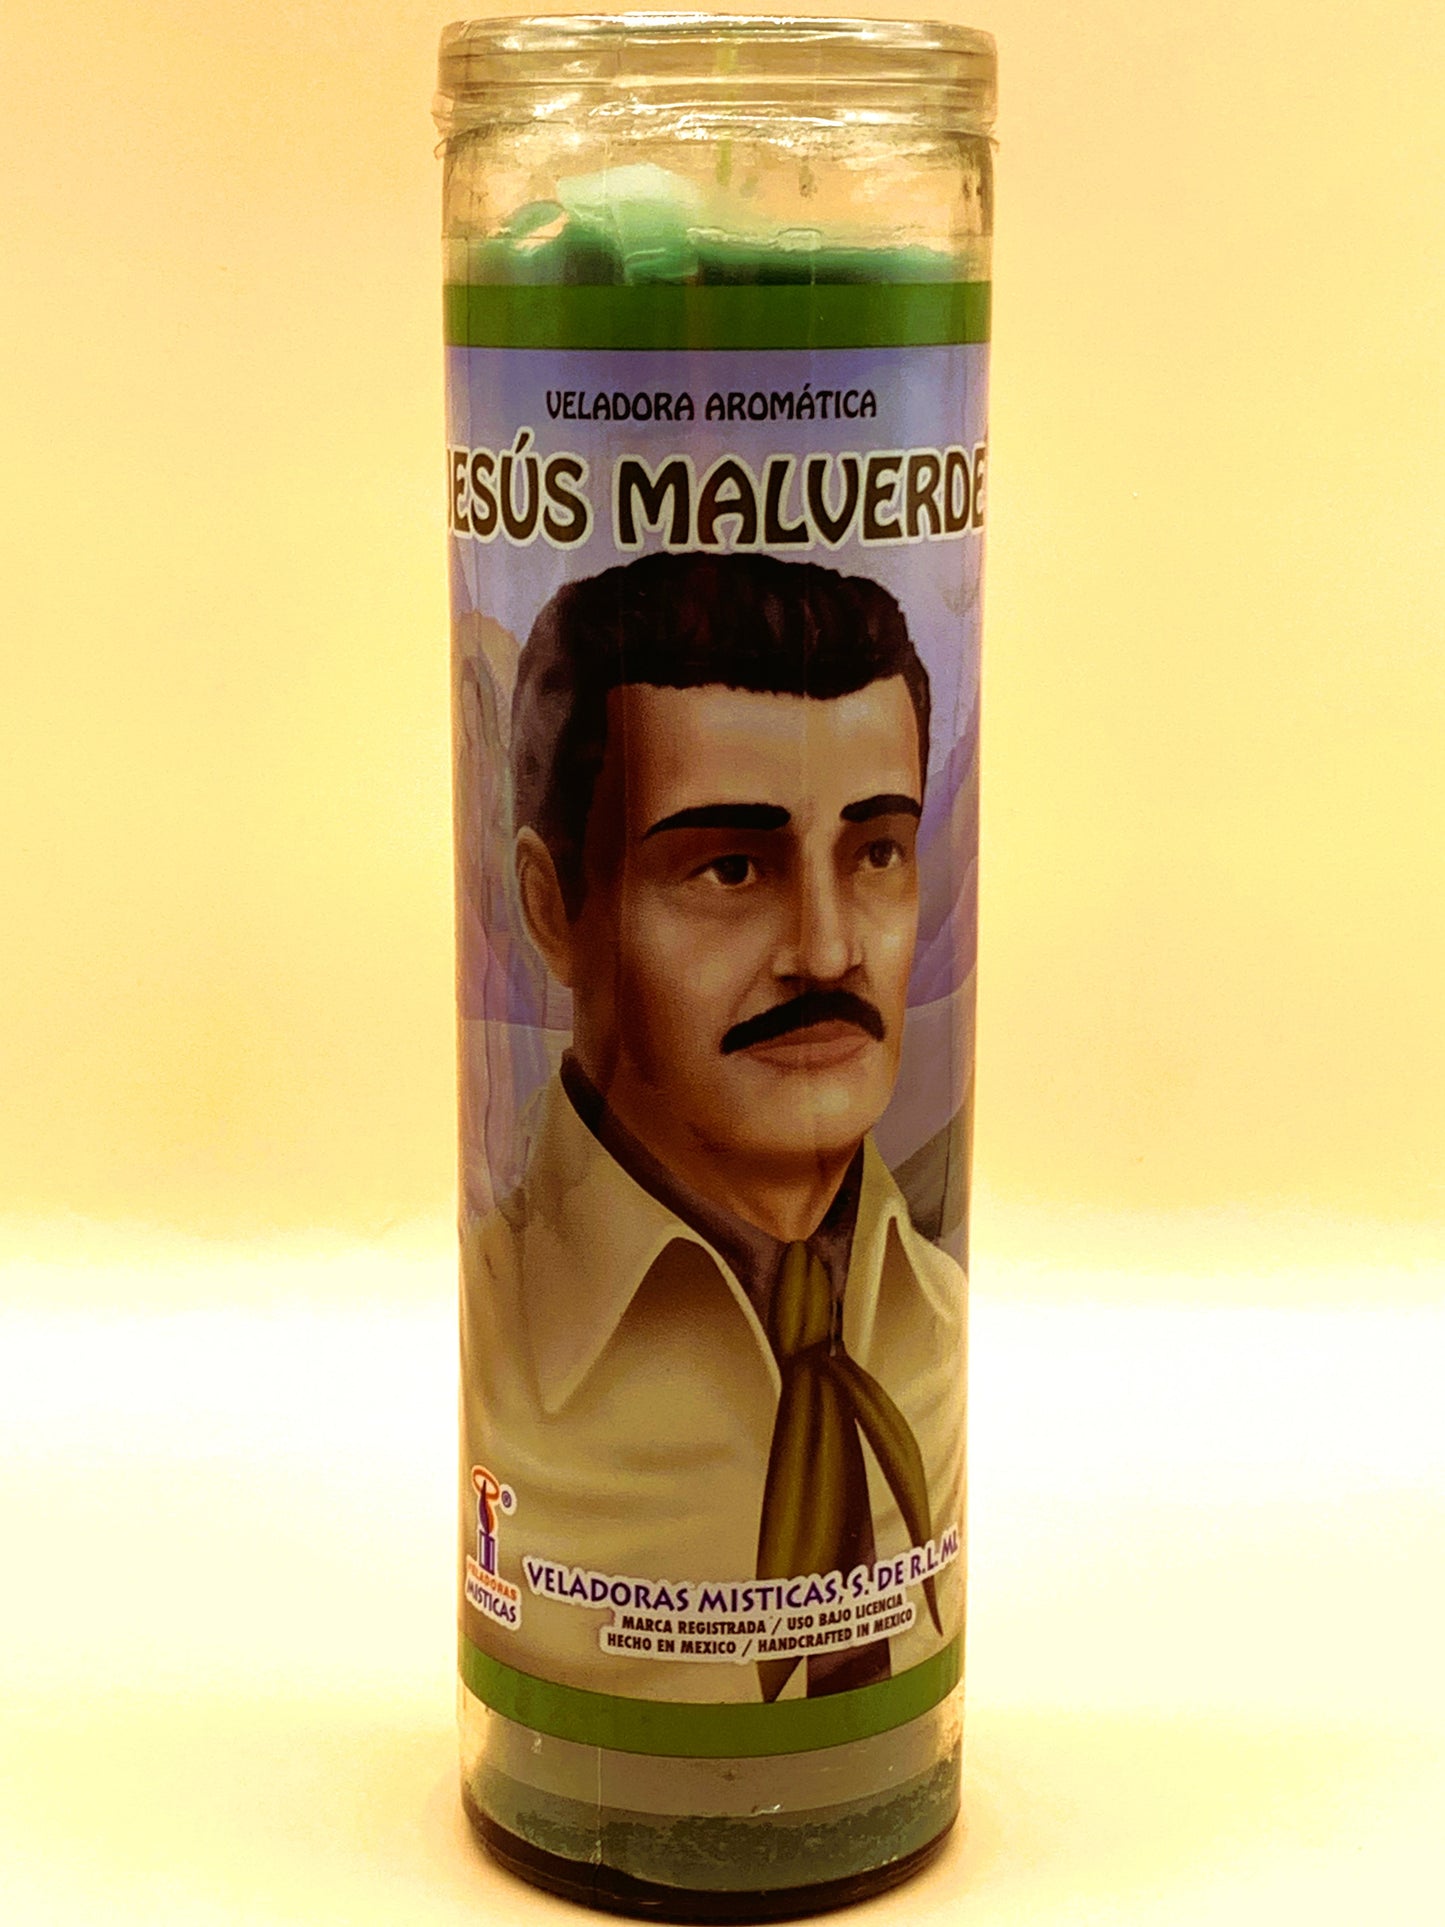 VELADORA AROMÁTICA
JESÚS MALVERDE
®
VELADORAS
MISTICAS
VELADORAS MISTICAS, S. DE R.L. MI.
MARCA REGISTRADA / USO BAJO LICENCIA
HECHO EN MEXICO / HANDCRAFTED IN MEXICO